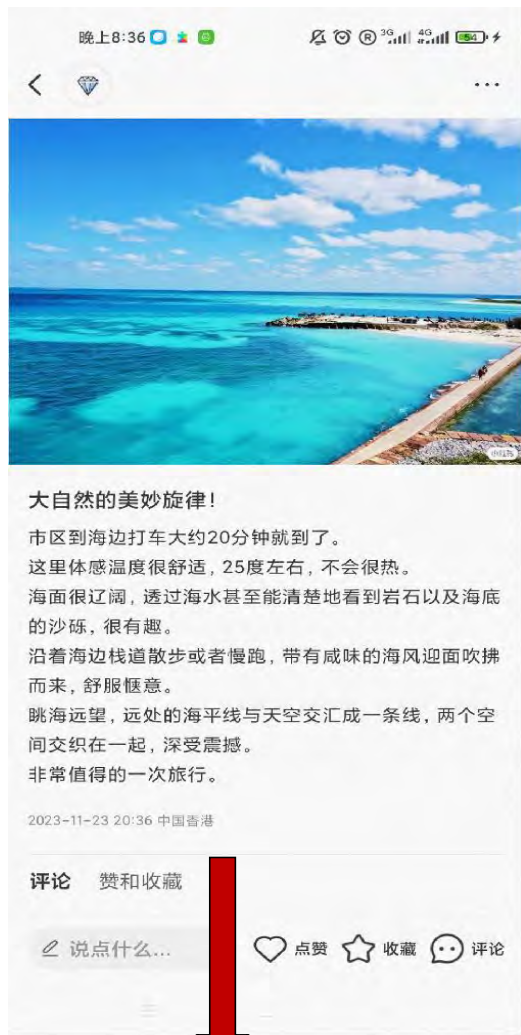 晚上8:36
3G
4G
54
大自然的美妙旋律！
市区到海边打车大约20分钟就到了。
这里体感温度很舒适，25度左右，不会很热。
海面很辽阔，透过海水甚至能清楚地看到岩石以及海底
的沙砾，很有趣。
沿着海边栈道散步或者慢跑，带有咸味的海风迎面吹拂
而来，舒服惬意。
眺海远望，远处的海平线与天空交汇成一条线，两个空
间交织在一起，深受震撼。
非常值得的一次旅行。
2023-11-23 20:36 中国香港
评论 赞和收藏
说点什么... 点赞 收藏 评论